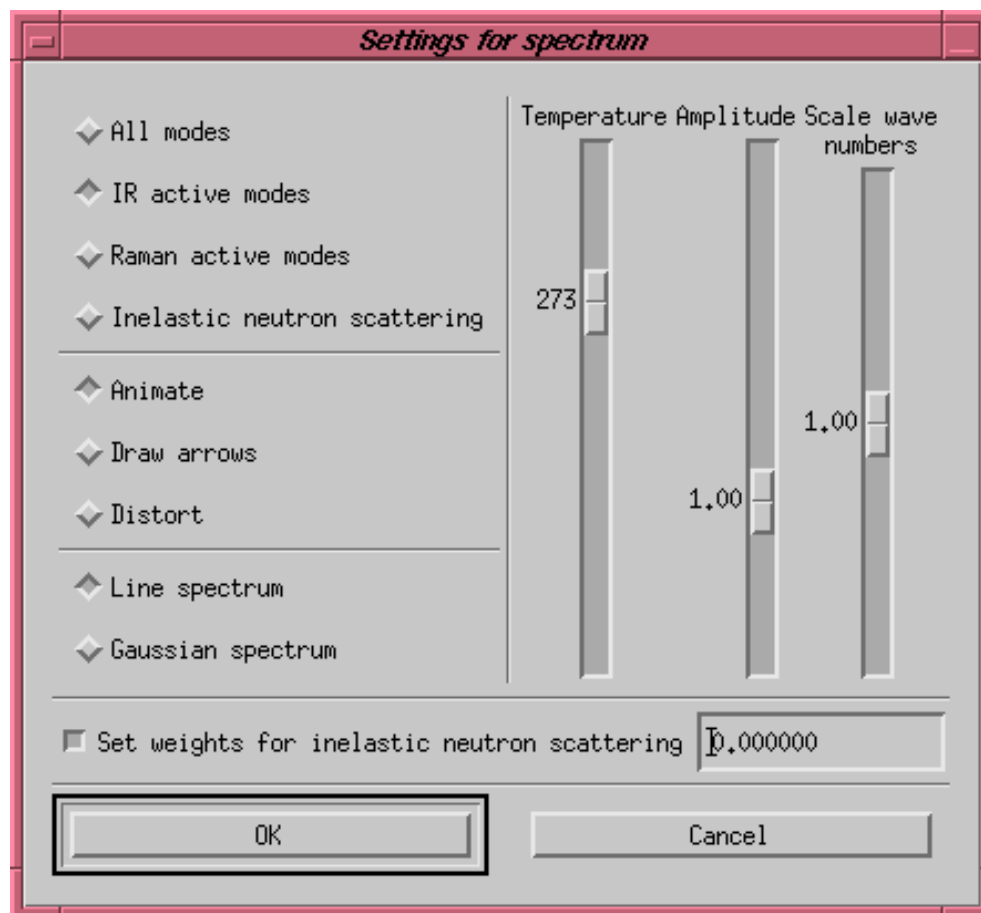 Settings for spectrum
All modes
IR active modes
Raman active modes
Inelastic neutron scattering
Animate
Draw arrows
Distort
Line spectrum
Gaussian spectrum
Temperature Amplitude Scale wave
numbers
273
1.00
1.00
Set weights for inelastic neutron scattering 0.000000
OK Cancel